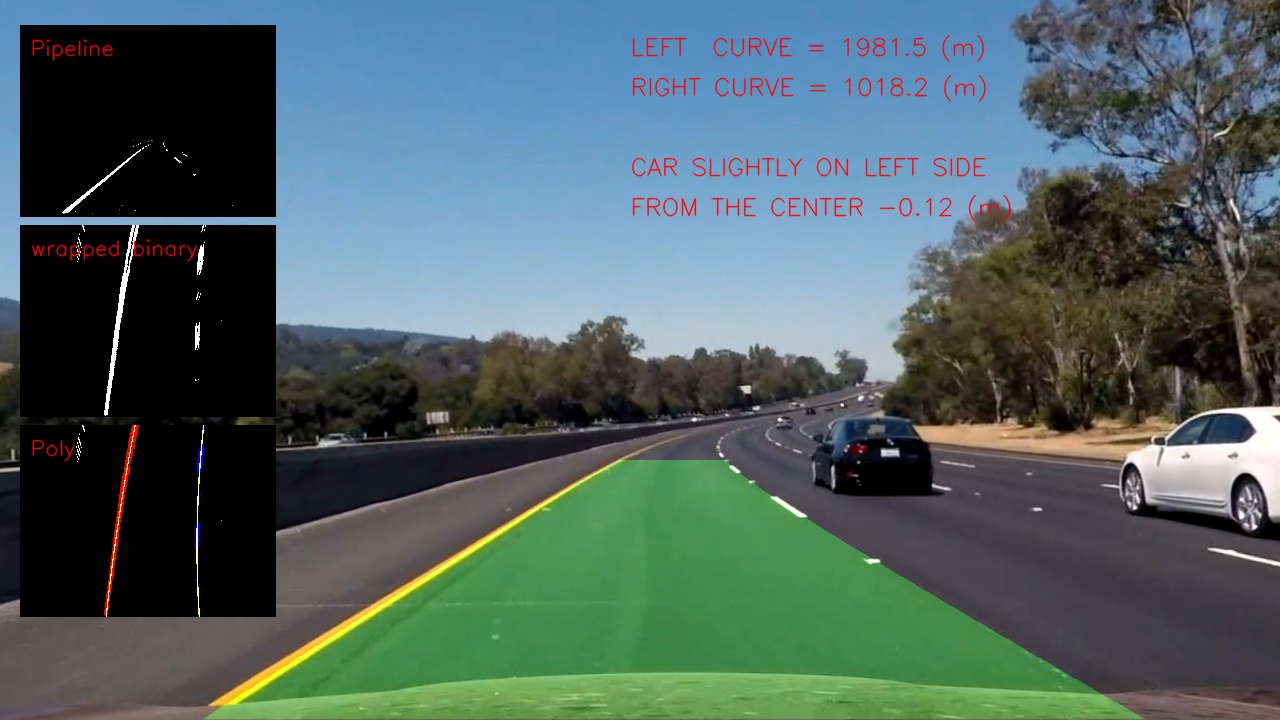 Pipeline
wrapped binary
Poly
LEFT CURVE = 1981.5 (m)
RIGHT CURVE = 1018.2 (m)
CAR SLIGHTLY ON LEFT SIDE
FROM THE CENTER -0.12 (m)